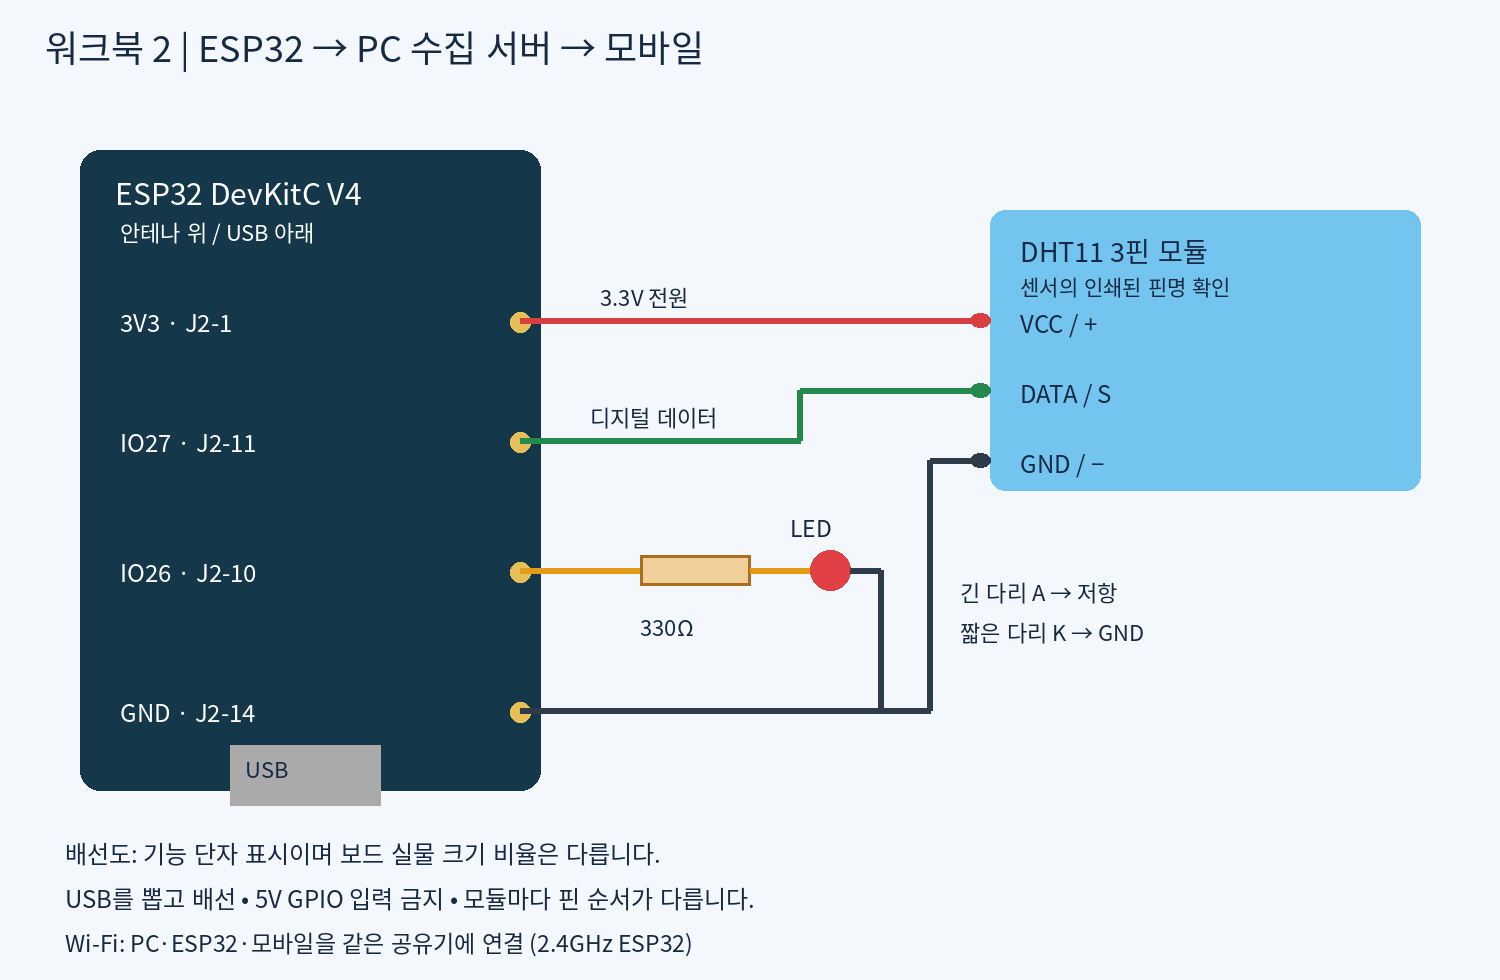 워크북 2 | ESP32 → PC 수집 서버 → 모바일
ESP32 DevKitC V4
안테나 위 / USB 아래
3V3 · J2-1
IO27 · J2-11
IO26 · J2-10
GND · J2-14
USB
3.3V 전원
디지털 데이터
LED
330Ω
DHT11 3핀 모듈
센서의 인쇄된 핀명 확인
VCC / +
DATA / S
GND / −
긴 다리 A → 저항
짧은 다리 K → GND
배선도: 기능 단자 표시이며 보드 실물 크기 비율은 다릅니다.
USB를 뽑고 배선 • 5V GPIO 입력 금지 • 모듈마다 핀 순서가 다릅니다.
Wi-Fi: PC·ESP32·모바일을 같은 공유기에 연결 (2.4GHz ESP32)